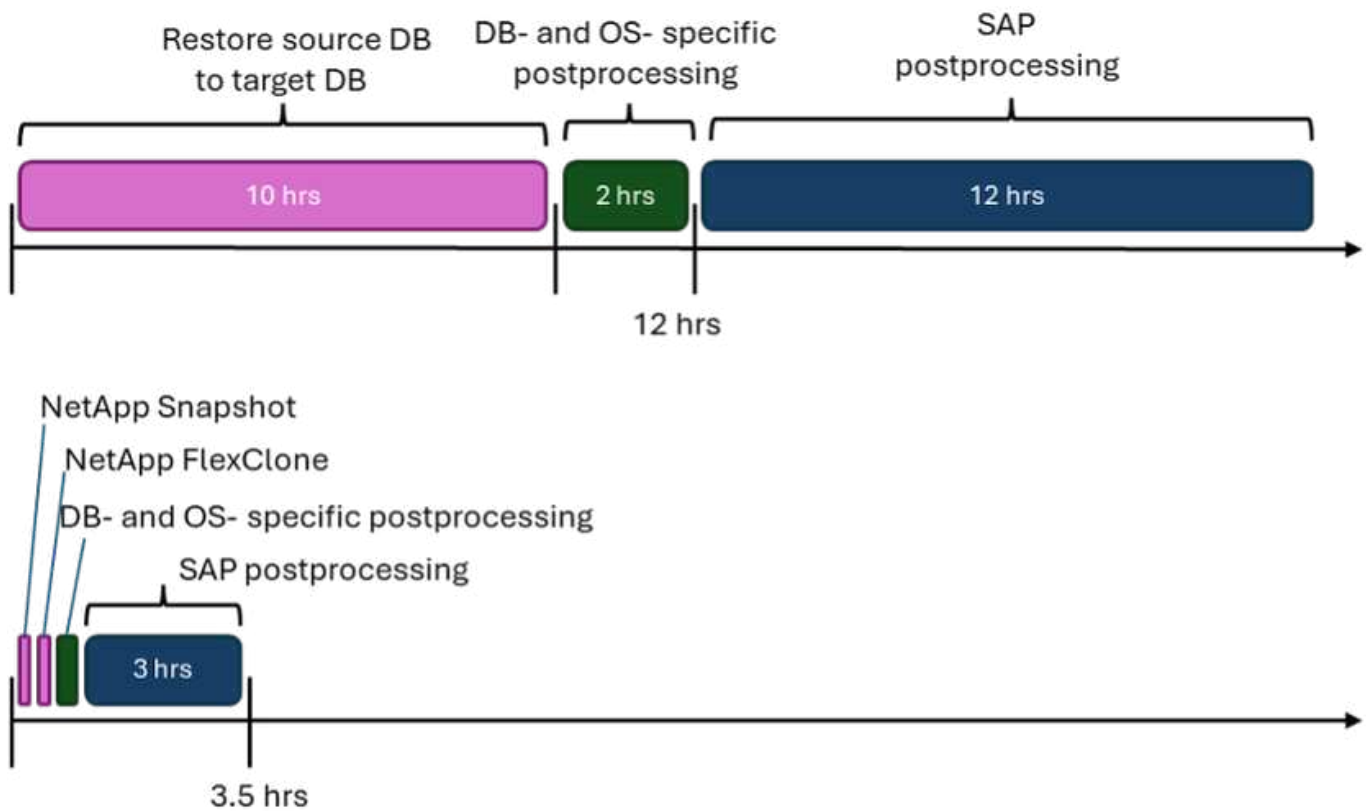 Restore source DB
to target DB
DB- and OS- specific
postprocessing
SAP
postprocessing
10 hrs
2 hrs
12 hrs
12 hrs
NetApp Snapshot
NetApp FlexClone
DB- and OS- specific postprocessing
SAP postprocessing
3 hrs
3.5 hrs